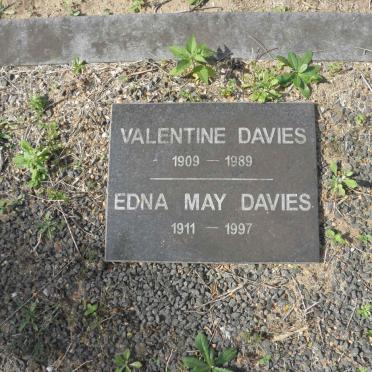 VALENTINE DAVIES
1909 — 1989
EDNA MAY DAVIES
1911 — 1997